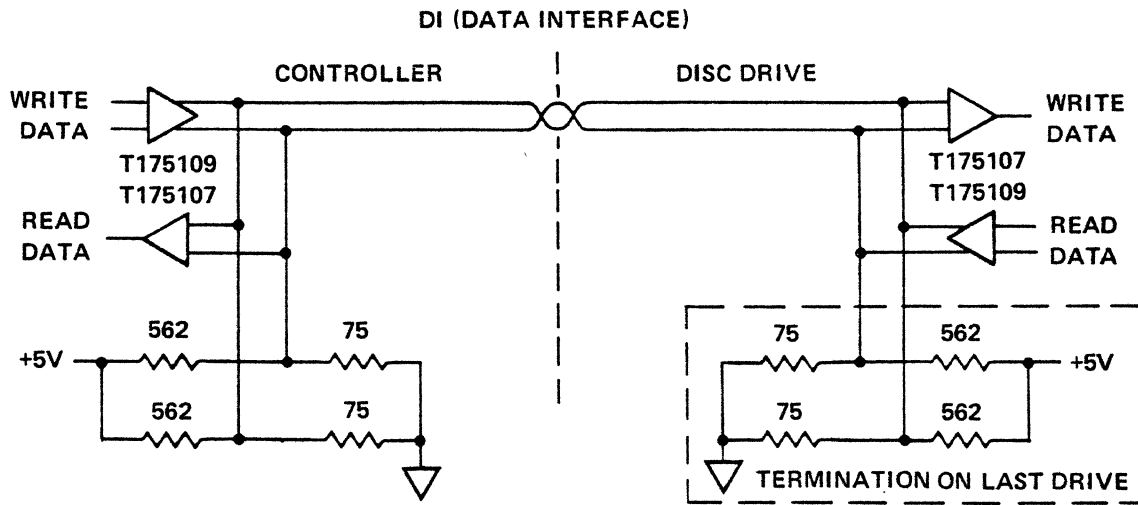 DI (DATA INTERFACE)
CONTROLLER
DISC DRIVE
WRITE
DATA
T175109
T175107
READ
DATA
WRITE
DATA
T175107
T175109
READ
DATA
562
75
+5V
562
75
75
562
+5V
75
562
TERMINATION ON LAST DRIVE